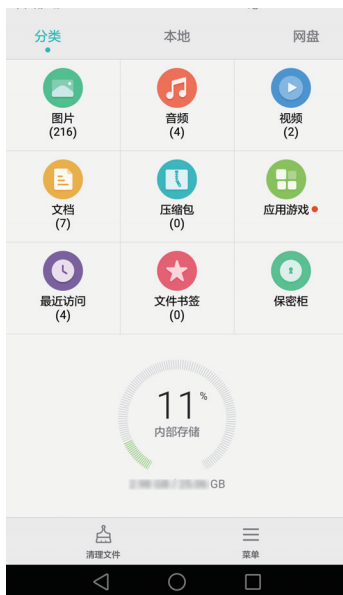 分类 本地 网盘
图片 音频 视频
(216) (4) (2)
文档 压缩包 应用游戏
(7) (0)
最近访问 文件书签 保密柜
(4) (0)
11%
内部存储
GB
清理文件 菜单